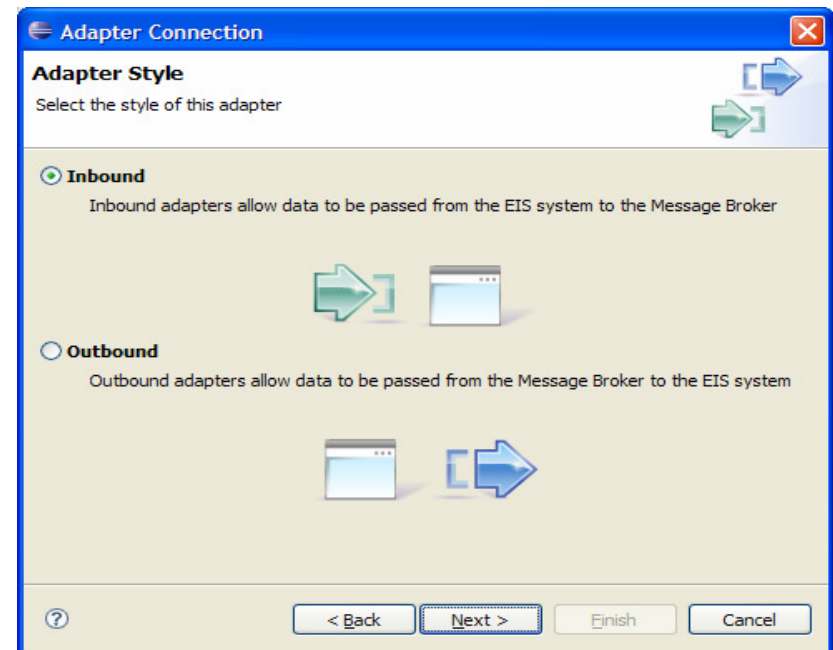 Adapter Connection
Adapter Style
Select the style of this adapter
Inbound
Inbound adapters allow data to be passed from the EIS system to the Message Broker
Outbound
Outbound adapters allow data to be passed from the Message Broker to the EIS system
? < Back Next > Finish Cancel